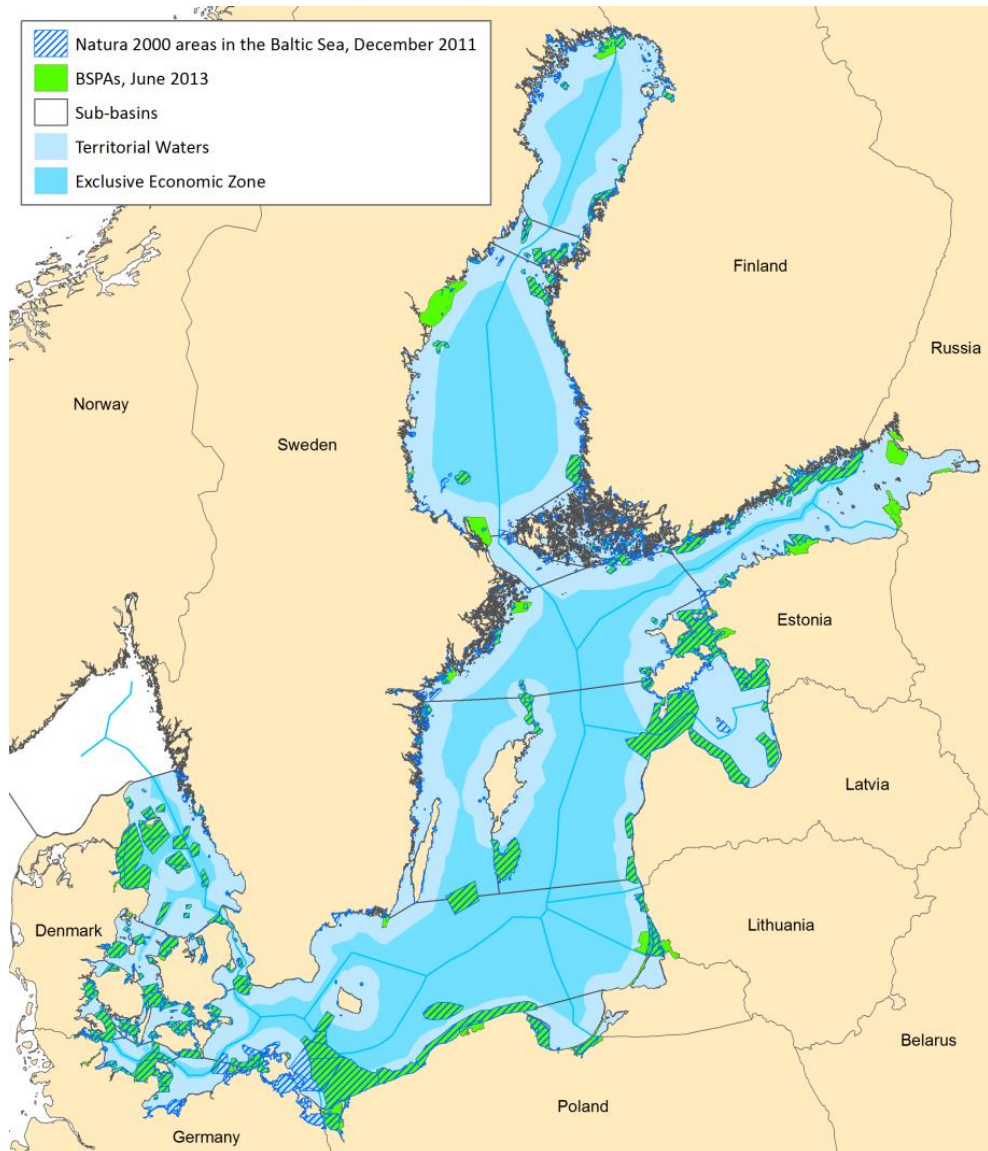 Natura 2000 areas in the Baltic Sea, December 2011
BSPAs, June 2013
Sub-basins
Territorial Waters
Exclusive Economic Zone
Finland
Russia
Norway
Sweden
Estonia
Latvia
Denmark
Lithuania
Belarus
Poland
Germany